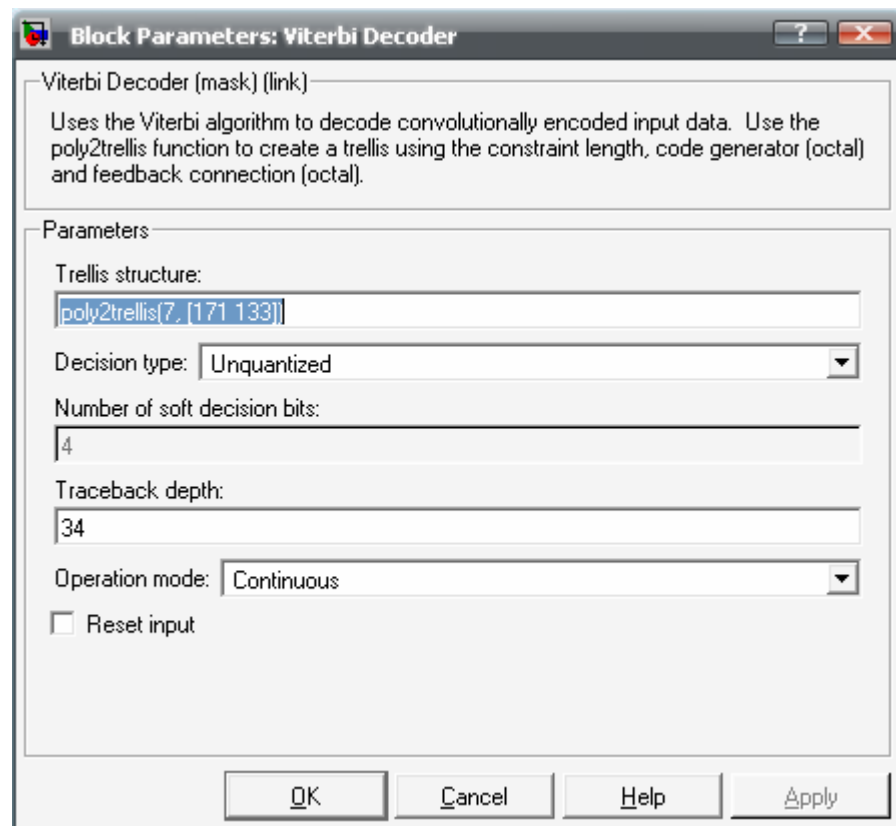 Block Parameters: Viterbi Decoder
Viterbi Decoder (mask) (link)
Uses the Viterbi algorithm to decode convolutionally encoded input data.  Use the
poly2trellis function to create a trellis using the constraint length, code generator (octal)
and feedback connection (octal).
Parameters
Trellis structure:
poly2trellis(7, [171 133])
Decision type: Unquantized
Number of soft decision bits:
4
Traceback depth:
34
Operation mode: Continuous
Reset input
OK Cancel Help Apply